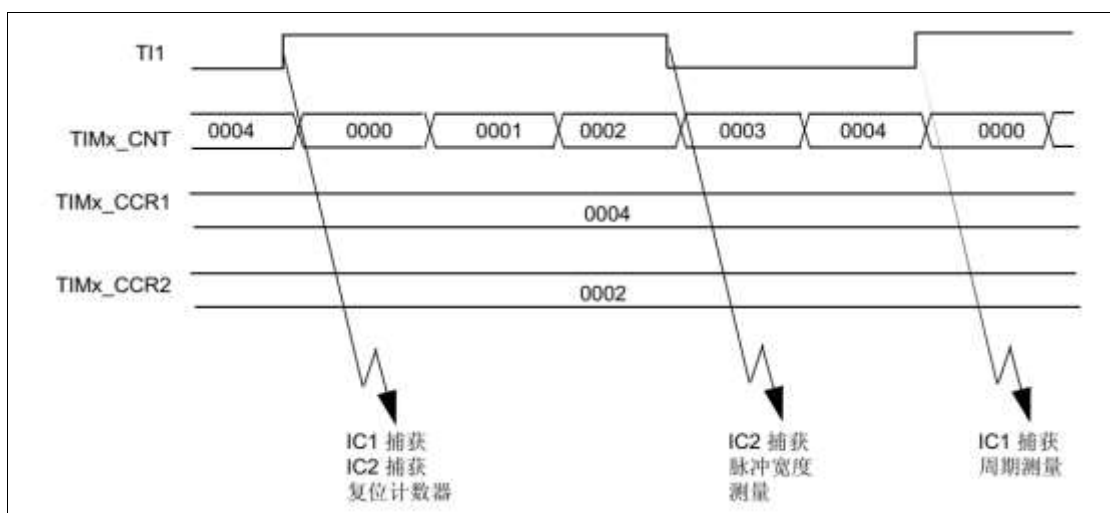 TI1
TIMx_CNT 0004 0000 0001 0002 0003 0004 0000
TIMx_CCR1
0004
TIMx_CCR2
0002
IC1 捕获
IC2 捕获
复位计数器
IC2 捕获
脉冲宽度
测量
IC1 捕获
周期测量